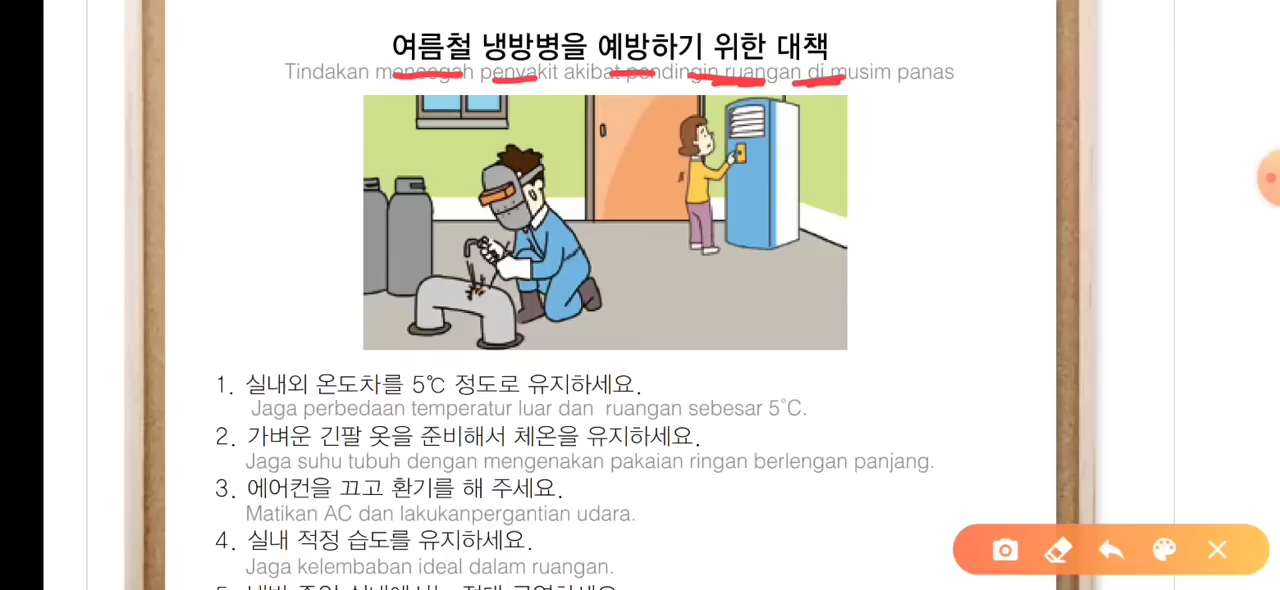 여름철 냉방병을 예방하기 위한 대책
Tindakan mencegah penyakit akibat pendingin ruangan di musim panas
1. 실내외 온도차를 5℃ 정도로 유지하세요.
Jaga perbedaan temperatur luar dan ruangan sebesar 5˚C.
2. 가벼운 긴팔 옷을 준비해서 체온을 유지하세요.
Jaga suhu tubuh dengan mengenakan pakaian ringan berlengan panjang.
3. 에어컨을 끄고 환기를 해 주세요.
Matikan AC dan lakukanpergantian udara.
4. 실내 적정 습도를 유지하세요.
Jaga kelembaban ideal dalam ruangan.